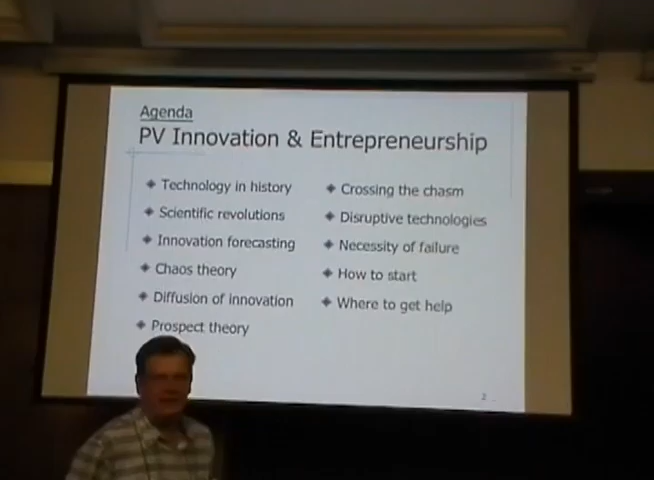 Agenda
PV Innovation & Entrepreneurship
Technology in history
Scientific revolutions
Innovation forecasting
Chaos theory
Diffusion of innovation
Prospect theory
Crossing the chasm
Disruptive technologies
Necessity of failure
How to start
Where to get help
2